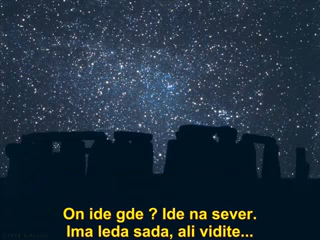 On ide gde ? Ide na sever.
Ima leda sada, ali vidite...